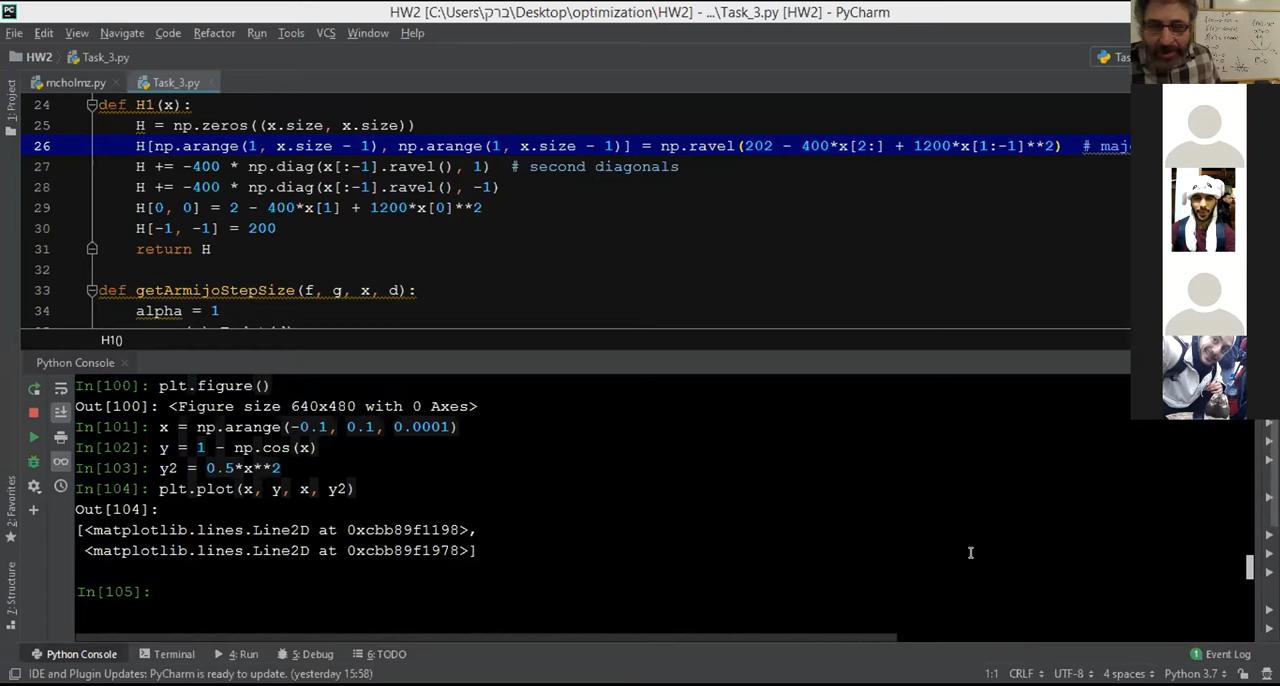 HW2 [C:\Users\ברק\Desktop\optimization\HW2] - ...\Task_3.py [HW2] - PyCharm
File Edit View Navigate Code Refactor Run Tools VCS Window Help
HW2 Task_3.py
mcholmz.py Task_3.py
1: Project
24 def H1(x):
25 H = np.zeros((x.size, x.size))
26 H[np.arange(1, x.size - 1), np.arange(1, x.size - 1)] = np.ravel(202 - 400*x[2:] + 1200*x[1:-1]**2) # maj
27 H += -400 * np.diag(x[:-1].ravel(), 1) # second diagonals
28 H += -400 * np.diag(x[:-1].ravel(), -1)
29 H[0, 0] = 2 - 400*x[1] + 1200*x[0]**2
30 H[-1, -1] = 200
31 return H
32
33 def getArmijoStepSize(f, g, x, d):
34 alpha = 1
H1()
Python Console
In[100]: plt.figure()
Out[100]: <Figure size 640x480 with 0 Axes>
In[101]: x = np.arange(-0.1, 0.1, 0.0001)
In[102]: y = 1 - np.cos(x)
In[103]: y2 = 0.5*x**2
In[104]: plt.plot(x, y, x, y2)
Out[104]:
[<matplotlib.lines.Line2D at 0xcbb89f1198>,
<matplotlib.lines.Line2D at 0xcbb89f1978>]
In[105]:
2: Favorites
7: Structure
Python Console Terminal 4: Run 5: Debug 6: TODO 1 Event Log
IDE and Plugin Updates: PyCharm is ready to update. (yesterday 15:58) 1:1 CRLF UTF-8 4 spaces Python 3.7